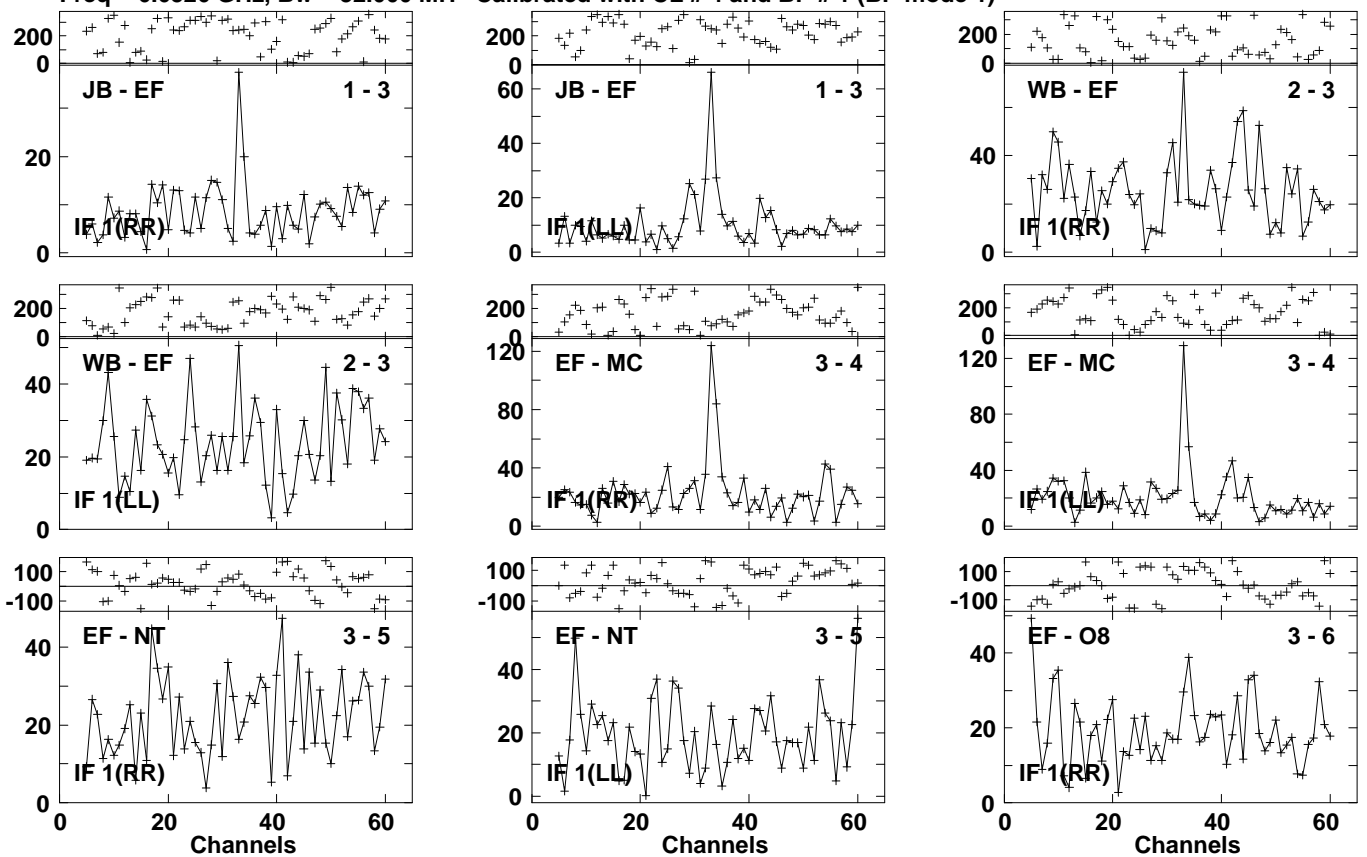 JB - EF 1 - 3
JB - EF 1 - 3
WB - EF 2 - 3
200
0
200
0
200
0
20
0
60
40
20
0
40
0
IF 1(RR)
IF 1(LL)
IF 1(RR)
WB - EF 2 - 3
EF - MC 3 - 4
EF - MC 3 - 4
200
0
200
0
200
0
40
20
0
120
80
40
0
120
80
40
0
IF 1(LL)
IF 1(RR)
IF 1(LL)
EF - NT 3 - 5
EF - NT 3 - 5
EF - O8 3 - 6
100
-100
100
-100
100
-100
40
20
0
40
20
0
40
20
0
IF 1(RR)
IF 1(LL)
IF 1(RR)
0 20 40 60
0 20 40 60
0 20 40 60
Channels
Channels
Channels